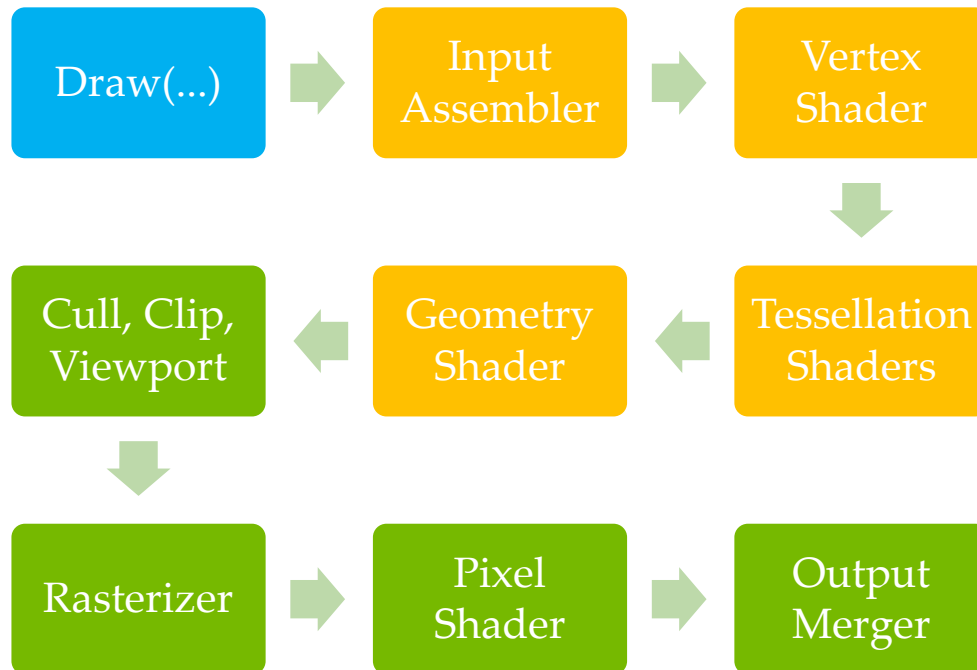 Draw(...)
Input
Assembler
Vertex
Shader
Cull, Clip,
Viewport
Geometry
Shader
Tessellation
Shaders
Rasterizer
Pixel
Shader
Output
Merger